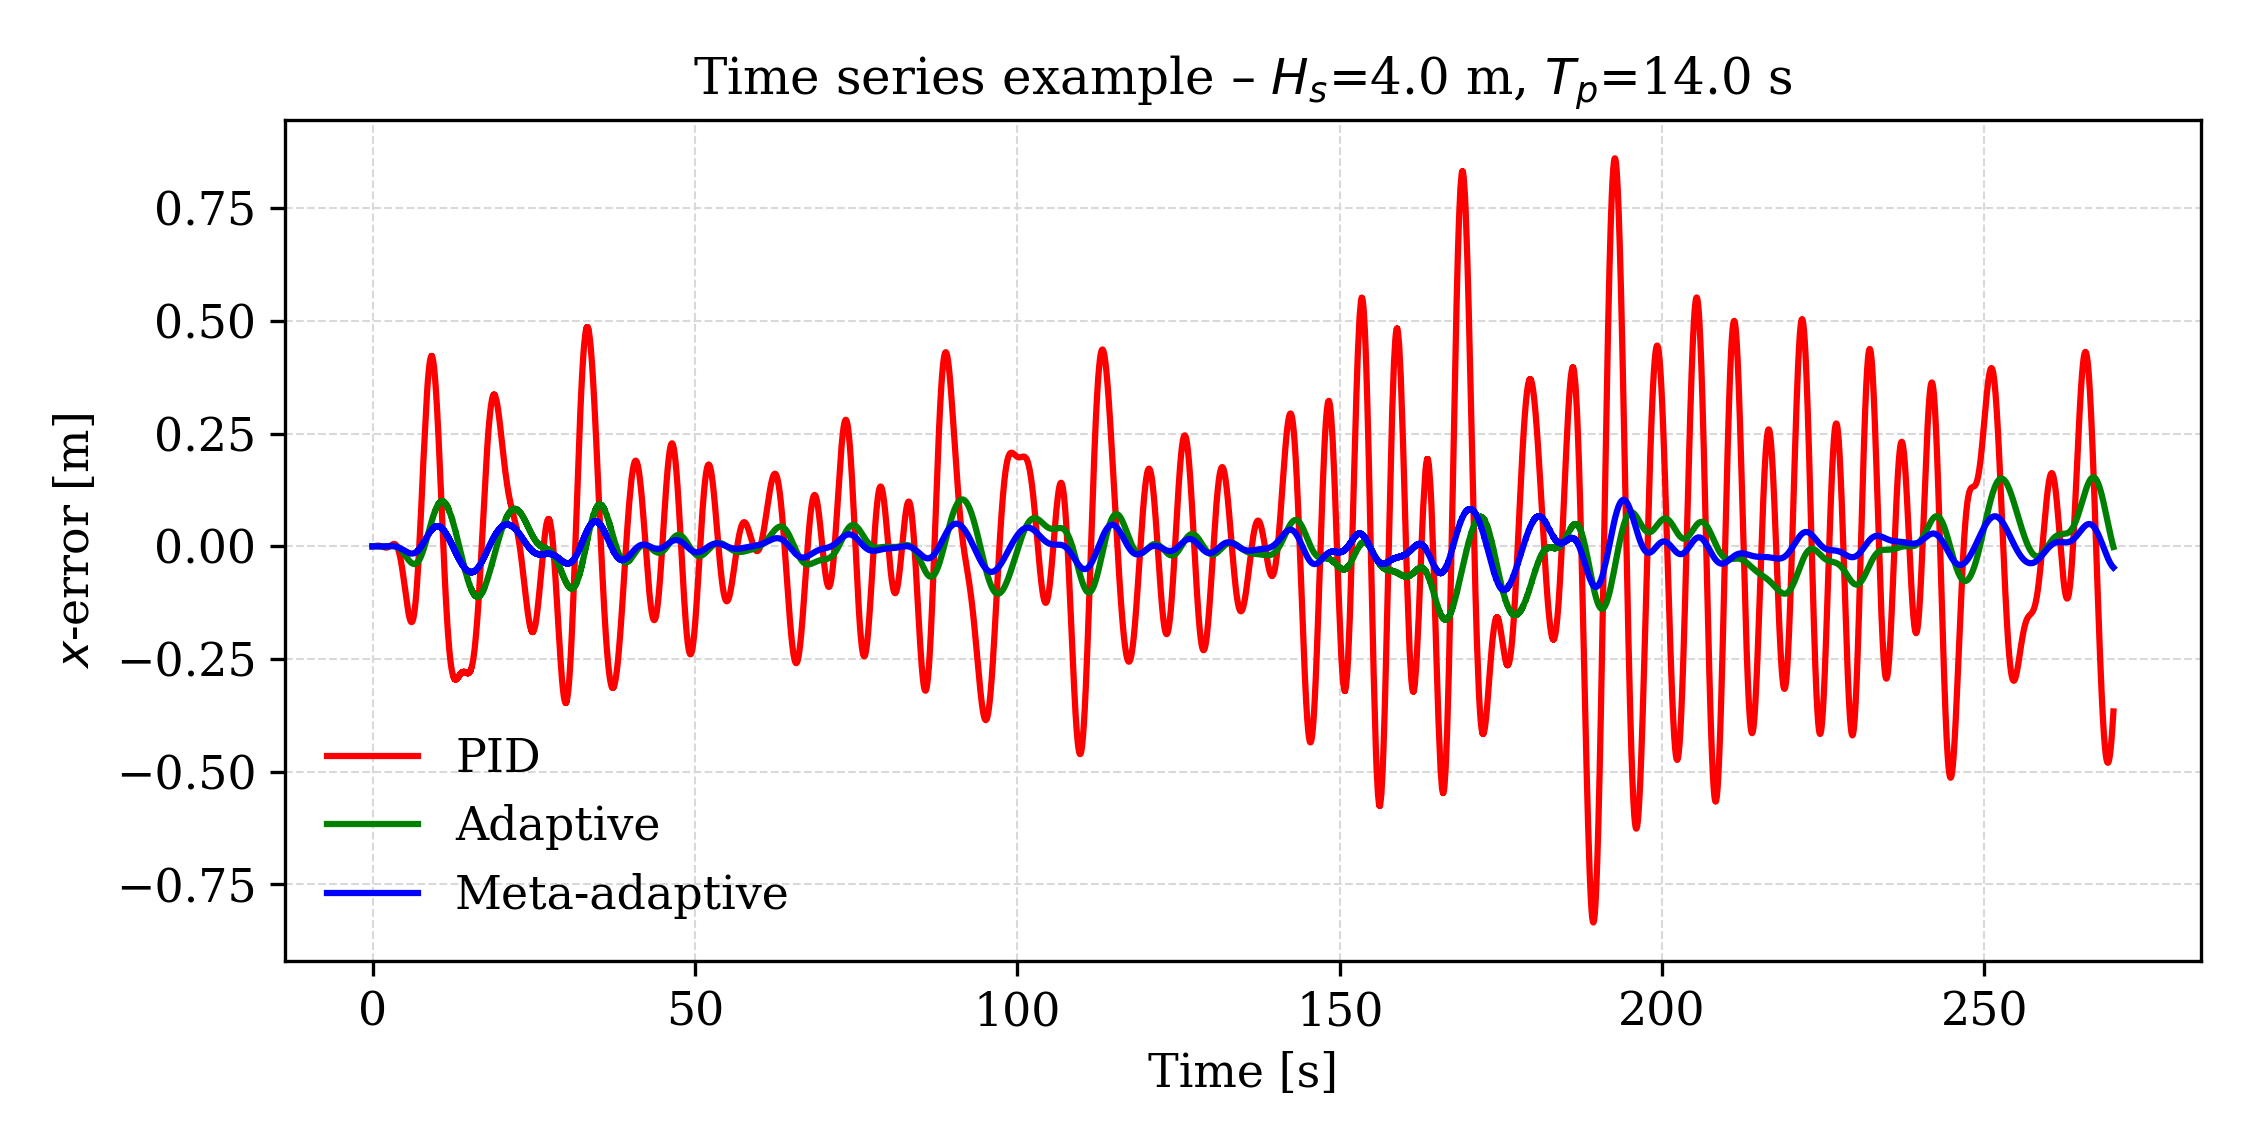 Time series example – Hₛ=4.0 m, Tₚ=14.0 s
x-error [m]
0.75
0.50
0.25
0.00
−0.25
−0.50
−0.75
PID
Adaptive
Meta-adaptive
0 50 100 150 200 250
Time [s]